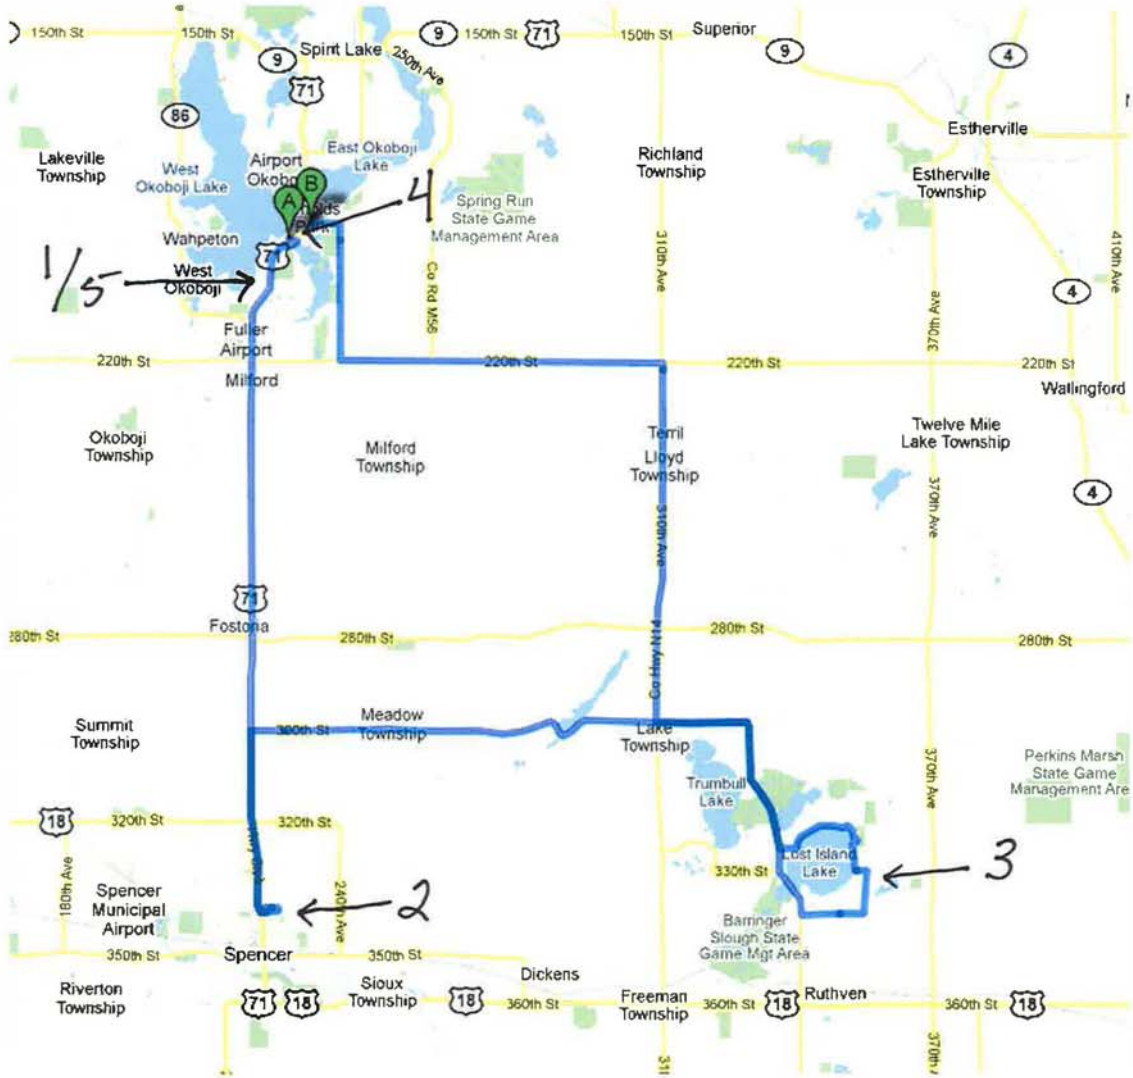 150th St
150th St
9
Spirit Lake
9
150th St
71
150th St
Superior
9
4
250th Ave
71
86
Estherville
Lakeville
Township
West
Okoboji Lake
Airport
East Okoboji
Lake
A
B
4
Richland
Township
Estherville
Township
Spring Run
State Game
Management Area
Wahpeton
71
1/5
West
Okoboji
Co Rd M56
310th Ave
370th Ave
410th Ave
4
Fuller
Airport
220th St
220th St
220th St
220th St
Milford
Wallingford
Okoboji
Township
Milford
Township
Terril
Lloyd
Township
Twelve Mile
Lake Township
4
310th Ave
370th Ave
71
Fostoria
280th St
280th St
280th St
280th St
Co Hwy N14
Summit
Township
300th St
Meadow
Township
Lake
Township
370th Ave
Perkins Marsh
State Game
Management Are
Trumbull
Lake
18
320th St
320th St
Lost Island
Lake
3
330th St
180th Ave
Spencer
Municipal
Airport
240th Ave
2
Barringer
Slough State
Game Mgt Area
350th St
Spencer
350th St
Dickens
Riverton
Township
71
18
Sioux
Township
18
360th St
Freeman
Township
360th St
18
Ruthven
360th St
18